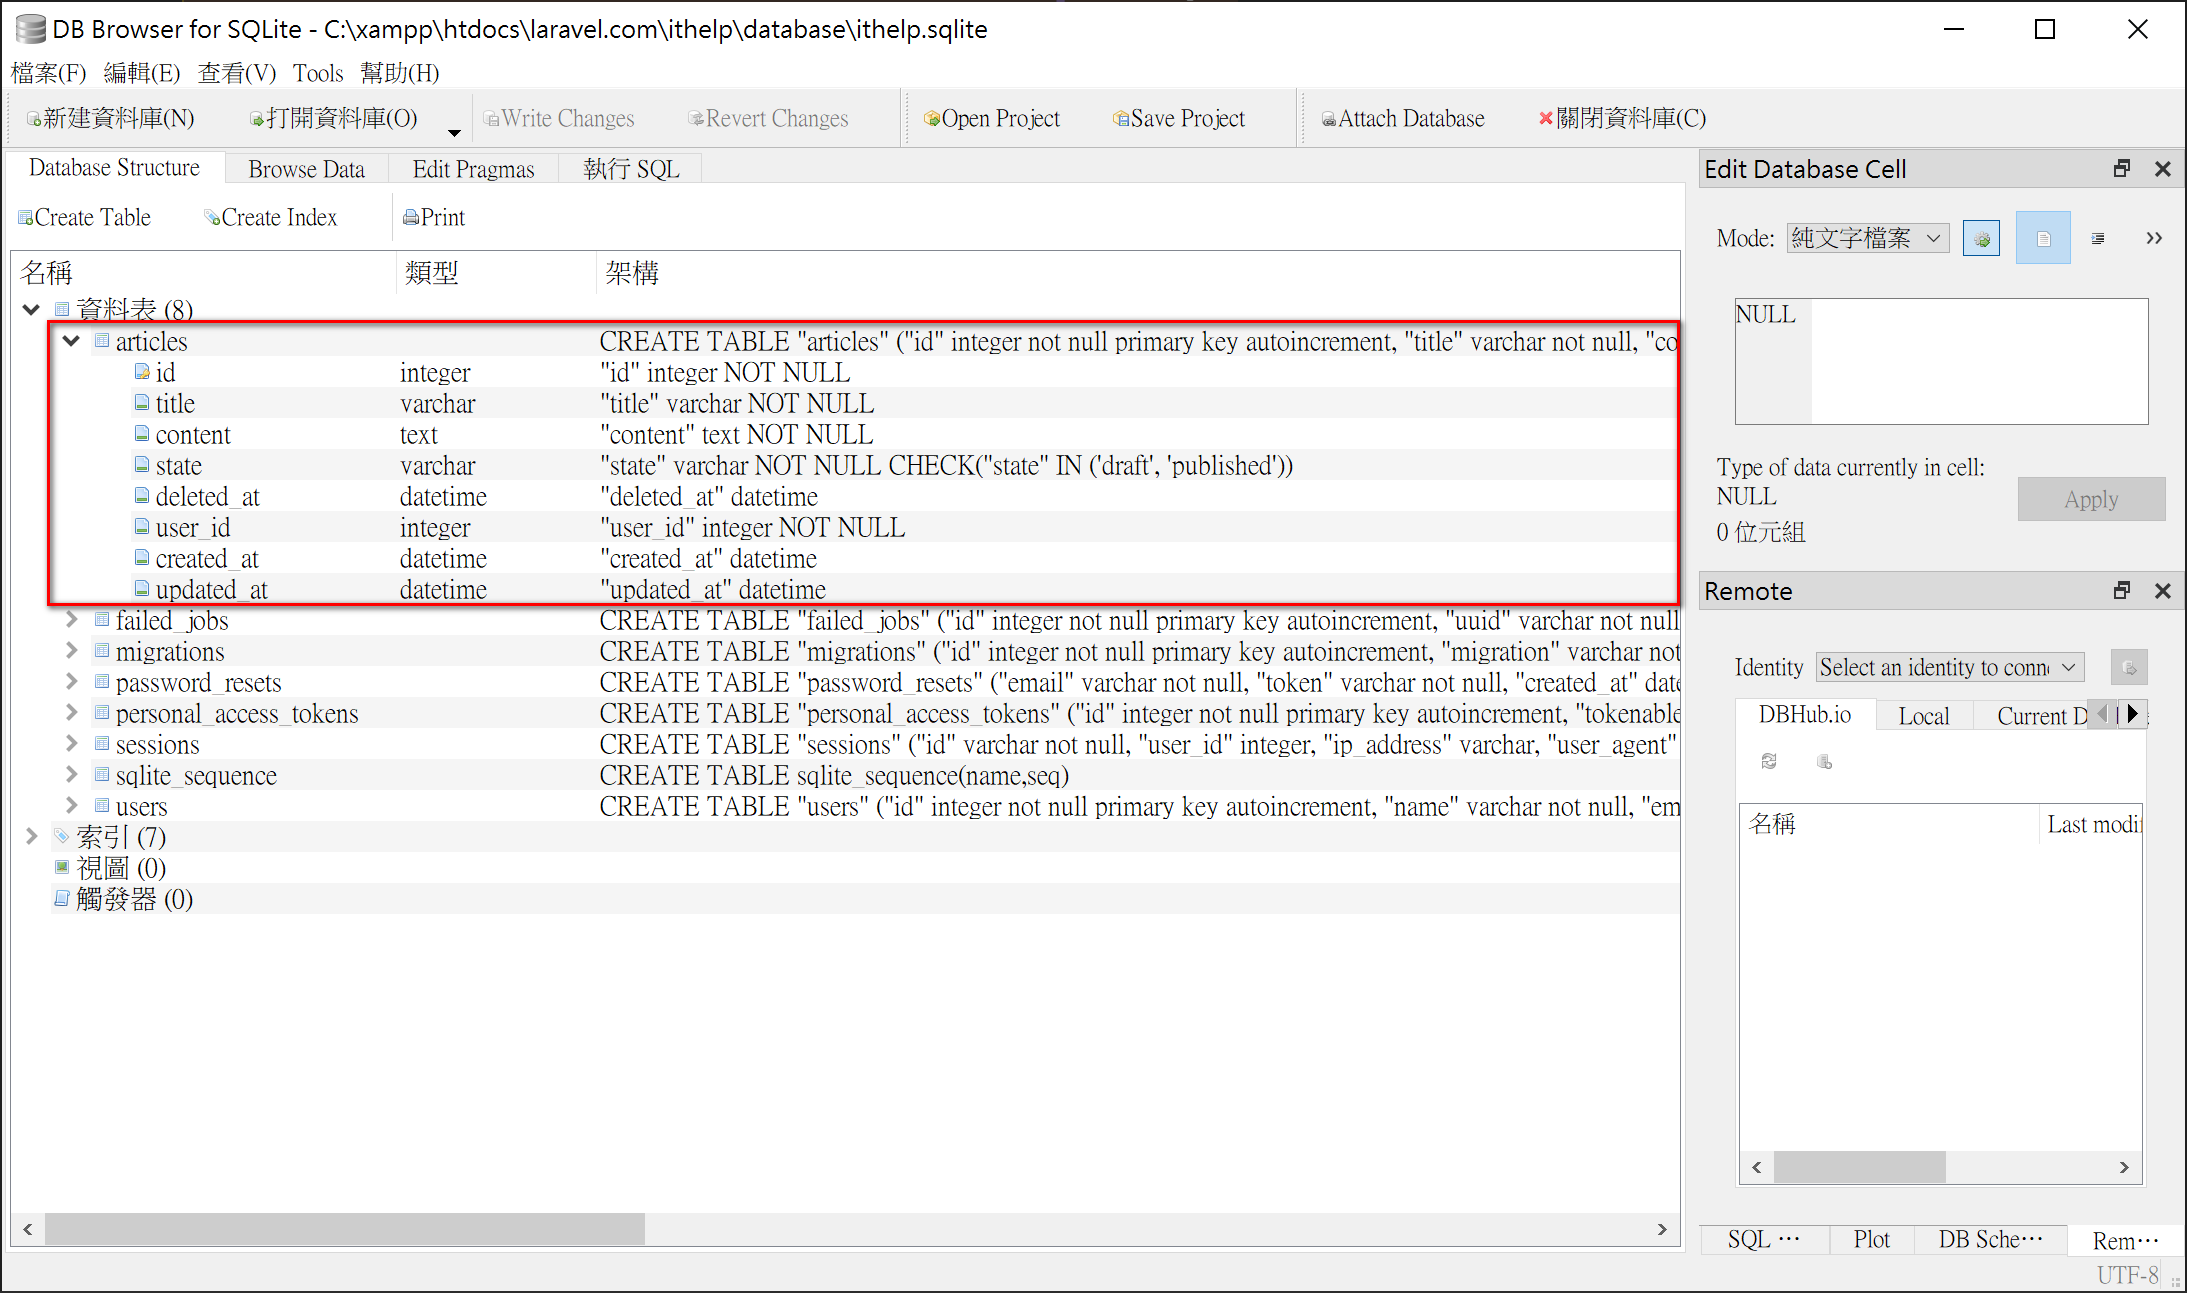 DB Browser for SQLite - C:\xampp\htdocs\laravel.com\ithelp\database\ithelp.sqlite
檔案(F) 編輯(E) 查看(V) Tools 幫助(H)
新建資料庫(N) 打開資料庫(O) Write Changes Revert Changes Open Project Save Project Attach Database 關閉資料庫(C)
Database Structure Browse Data Edit Pragmas 執行 SQL
Create Table Create Index Print
名稱 類型 架構
資料表 (8)
articles CREATE TABLE "articles" ("id" integer not null primary key autoincrement, "title" varchar not null, "co
id integer "id" integer NOT NULL
title varchar "title" varchar NOT NULL
content text "content" text NOT NULL
state varchar "state" varchar NOT NULL CHECK("state" IN ('draft', 'published'))
deleted_at datetime "deleted_at" datetime
user_id integer "user_id" integer NOT NULL
created_at datetime "created_at" datetime
updated_at datetime "updated_at" datetime
failed_jobs CREATE TABLE "failed_jobs" ("id" integer not null primary key autoincrement, "uuid" varchar not null
migrations CREATE TABLE "migrations" ("id" integer not null primary key autoincrement, "migration" varchar not
password_resets CREATE TABLE "password_resets" ("email" varchar not null, "token" varchar not null, "created_at" date
personal_access_tokens CREATE TABLE "personal_access_tokens" ("id" integer not null primary key autoincrement, "tokenable
sessions CREATE TABLE "sessions" ("id" varchar not null, "user_id" integer, "ip_address" varchar, "user_agent"
sqlite_sequence CREATE TABLE sqlite_sequence(name,seq)
users CREATE TABLE "users" ("id" integer not null primary key autoincrement, "name" varchar not null, "em
索引 (7)
視圖 (0)
觸發器 (0)
Edit Database Cell
Mode: 純文字檔案
NULL
Type of data currently in cell:
NULL
0 位元組
Apply
Remote
Identity Select an identity to conn
DBHub.io Local Current D
名稱 Last modi
SQL ⋯ Plot DB Sche⋯ Rem⋯
UTF-8